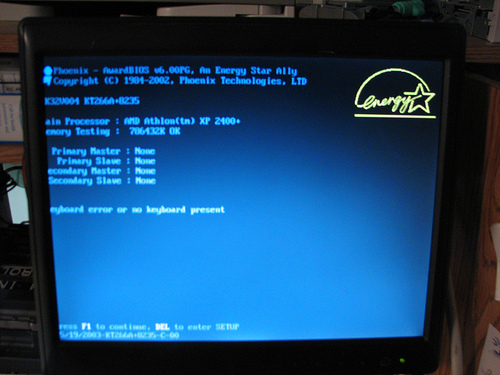 Phoenix - AwardBIOS v6.00PG, An Energy Star Ally
Copyright (C) 1984-2002, Phoenix Technologies, LTD
energy
K32V004 KT266A+8235
ain Processor : AMD Athlon(tm) XP 2400+
emory Testing : 786432K OK
Primary Master : None
Primary Slave : None
econdary Master : None
Secondary Slave : None
eyboard error or no keyboard present
ress F1 to continue, DEL to enter SETUP
5/19/2003-KT266A+8235-C-00